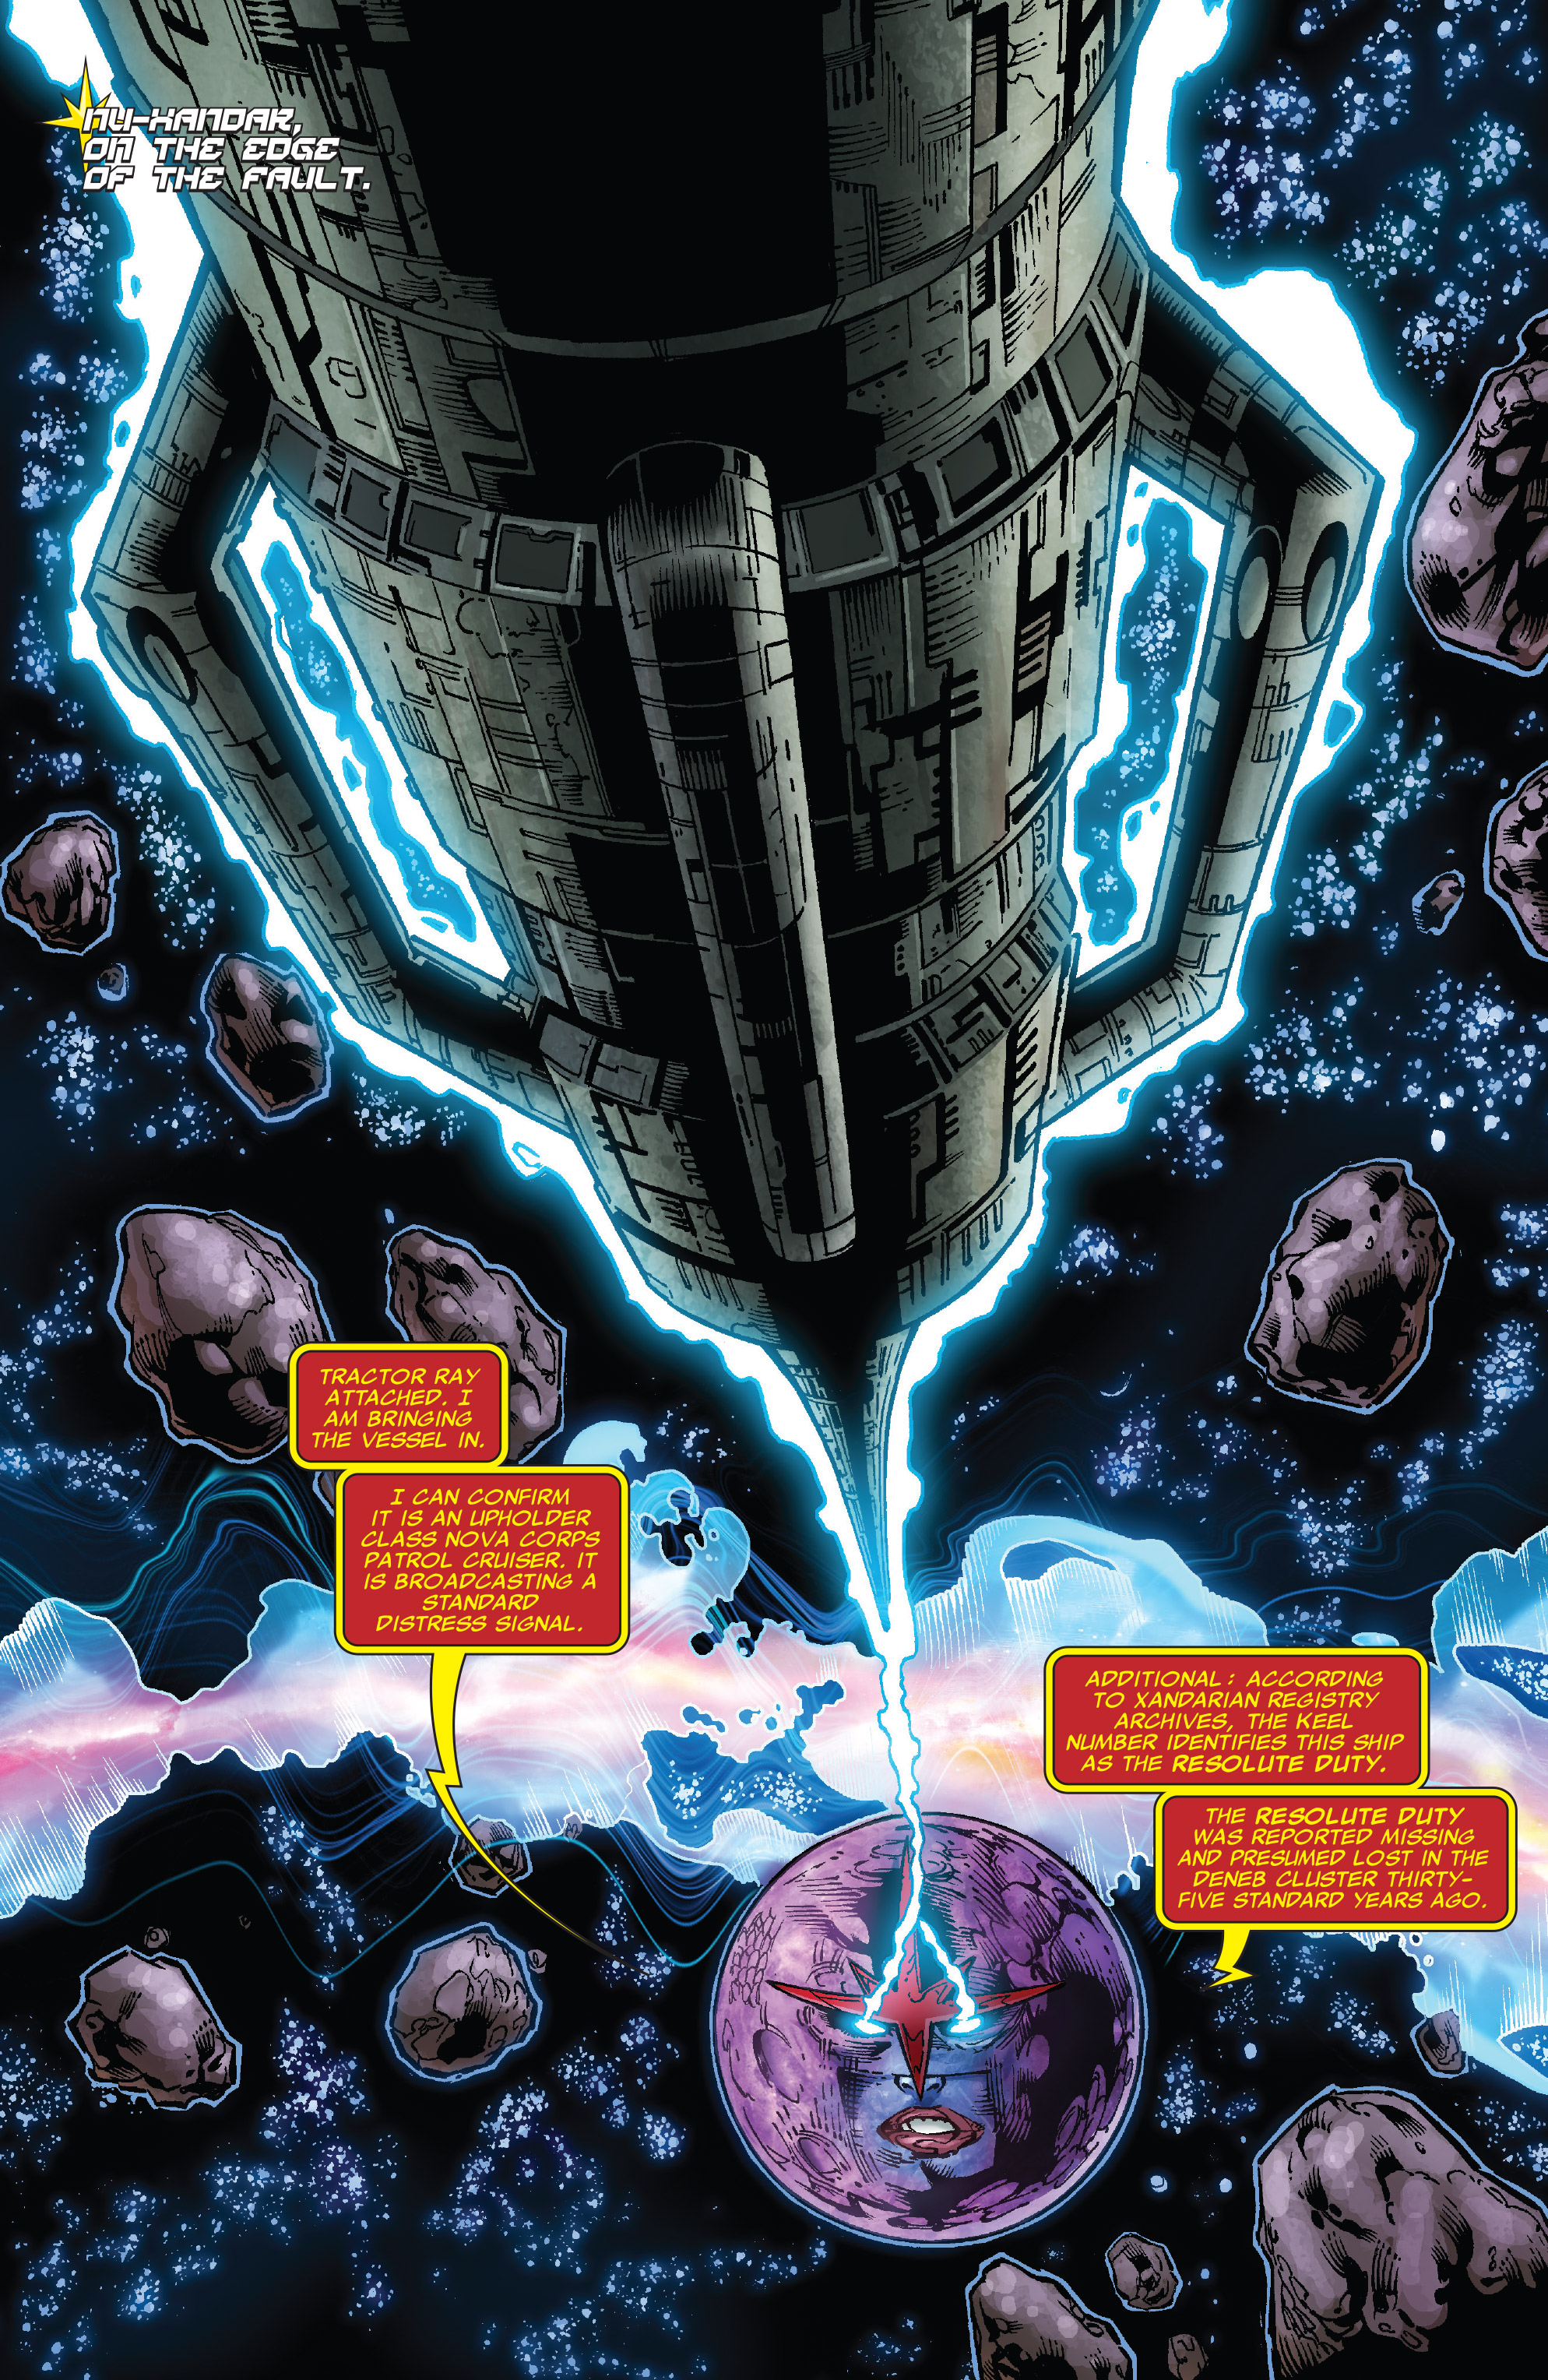 NU-XANDAR,
ON THE EDGE
OF THE FAULT.
TRACTOR RAY
ATTACHED. I
AM BRINGING
THE VESSEL IN.
I CAN CONFIRM
IT IS AN UPHOLDER
CLASS NOVA CORPS
PATROL CRUISER. IT
IS BROADCASTING A
STANDARD
DISTRESS SIGNAL.
ADDITIONAL: ACCORDING
TO XANDARIAN REGISTRY
ARCHIVES, THE KEEL
NUMBER IDENTIFIES THIS SHIP
AS THE RESOLUTE DUTY.
THE RESOLUTE DUTY
WAS REPORTED MISSING
AND PRESUMED LOST IN THE
DENEB CLUSTER THIRTY-
FIVE STANDARD YEARS AGO.